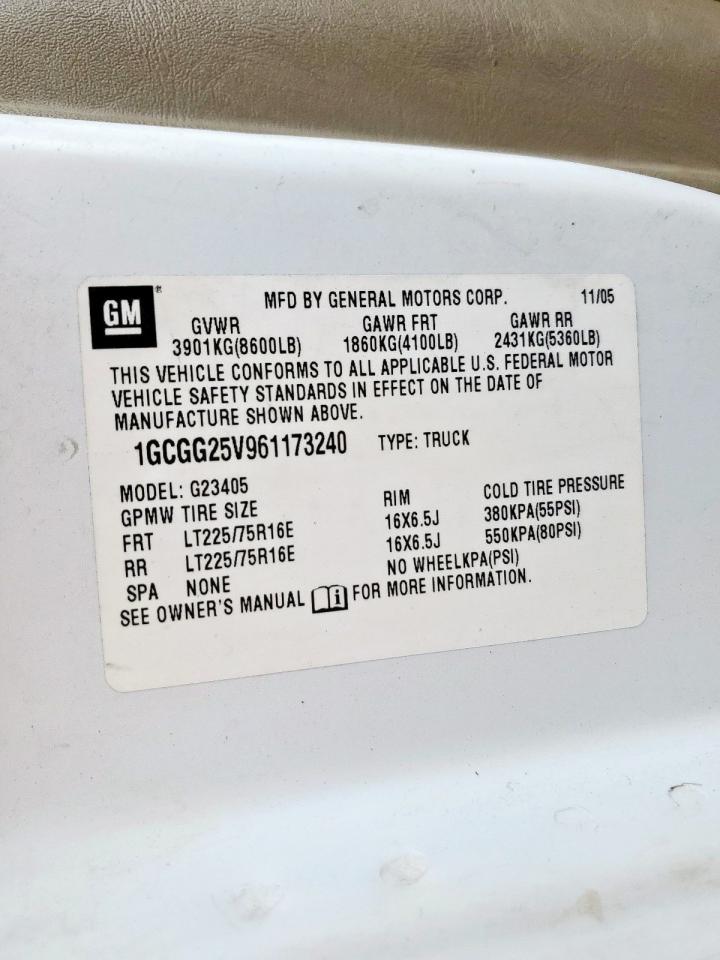 GM® MFD BY GENERAL MOTORS CORP. 11/05
GVWR GAWR FRT GAWR RR
3901KG(8600LB) 1860KG(4100LB) 2431KG(5360LB)
THIS VEHICLE CONFORMS TO ALL APPLICABLE U.S. FEDERAL MOTOR
VEHICLE SAFETY STANDARDS IN EFFECT ON THE DATE OF
MANUFACTURE SHOWN ABOVE.
1GCGG25V961173240 TYPE: TRUCK
MODEL: G23405
GPMW TIRE SIZE RIM COLD TIRE PRESSURE
FRT LT225/75R16E 16X6.5J 380KPA(55PSI)
RR LT225/75R16E 16X6.5J 550KPA(80PSI)
SPA NONE NO WHEELKPA(PSI)
SEE OWNER'S MANUAL i FOR MORE INFORMATION.